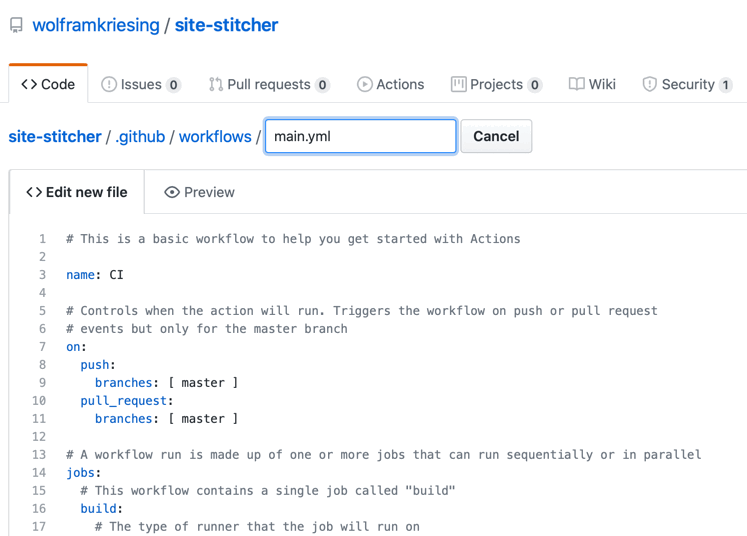 wolframkriesing / site-stitcher
Code Issues 0 Pull requests 0 Actions Projects 0 Wiki Security 1
site-stitcher / .github / workflows / main.yml Cancel
Edit new file Preview
1 # This is a basic workflow to help you get started with Actions
2
3 name: CI
4
5 # Controls when the action will run. Triggers the workflow on push or pull request
6 # events but only for the master branch
7 on:
8 push:
9 branches: [ master ]
10 pull_request:
11 branches: [ master ]
12
13 # A workflow run is made up of one or more jobs that can run sequentially or in parallel
14 jobs:
15 # This workflow contains a single job called "build"
16 build:
17 # The type of runner that the job will run on